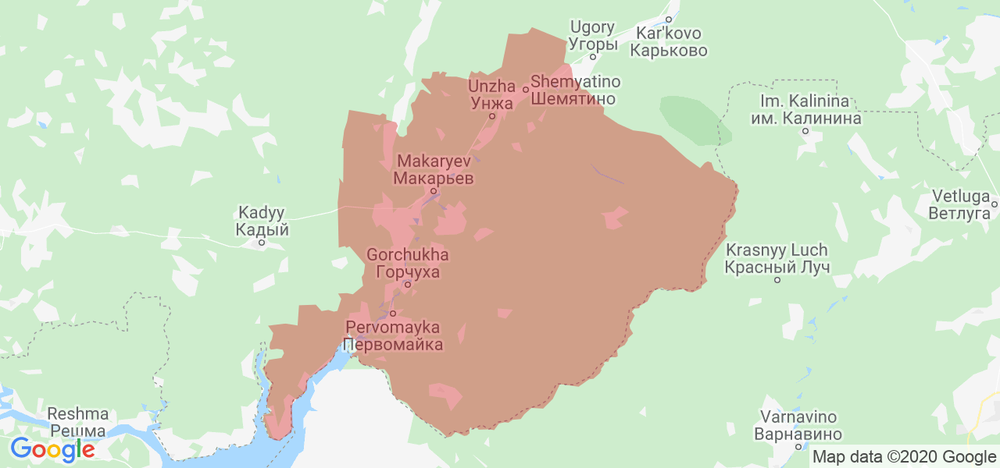 Ugory
Угоры
Kar'kovo
Карьково
Unzha
Унжа
Shemyatino
Шемятино
Im. Kalinina
им. Калинина
Makaryev
Макарьев
Vetluga
Ветлуга
Kadyy
Кадый
Gorchukha
Горчуха
Krasnyy Luch
Красный Луч
Pervomayka
Первомайка
Reshma
Решма
Varnavino
Варнавино
Google
Map data ©2020 Google